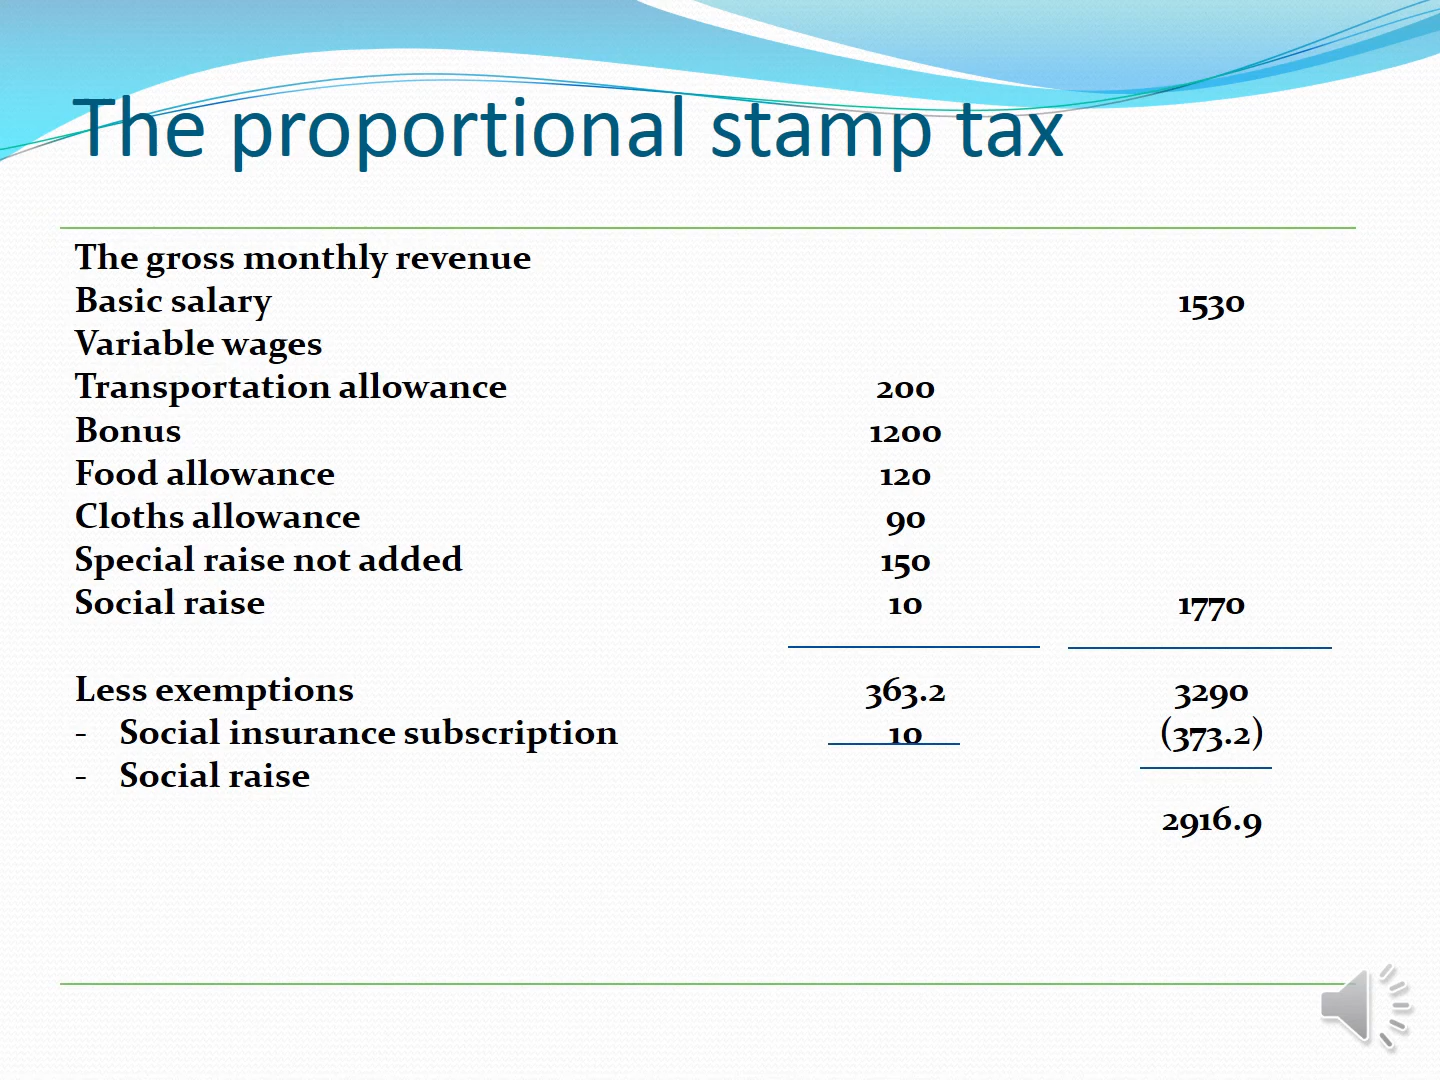 The proportional stamp tax
The gross monthly revenue
Basic salary 1530
Variable wages
Transportation allowance 200
Bonus 1200
Food allowance 120
Cloths allowance 90
Special raise not added 150
Social raise 10 1770
Less exemptions 363.2 3290
- Social insurance subscription 10 (373.2)
- Social raise
2916.9